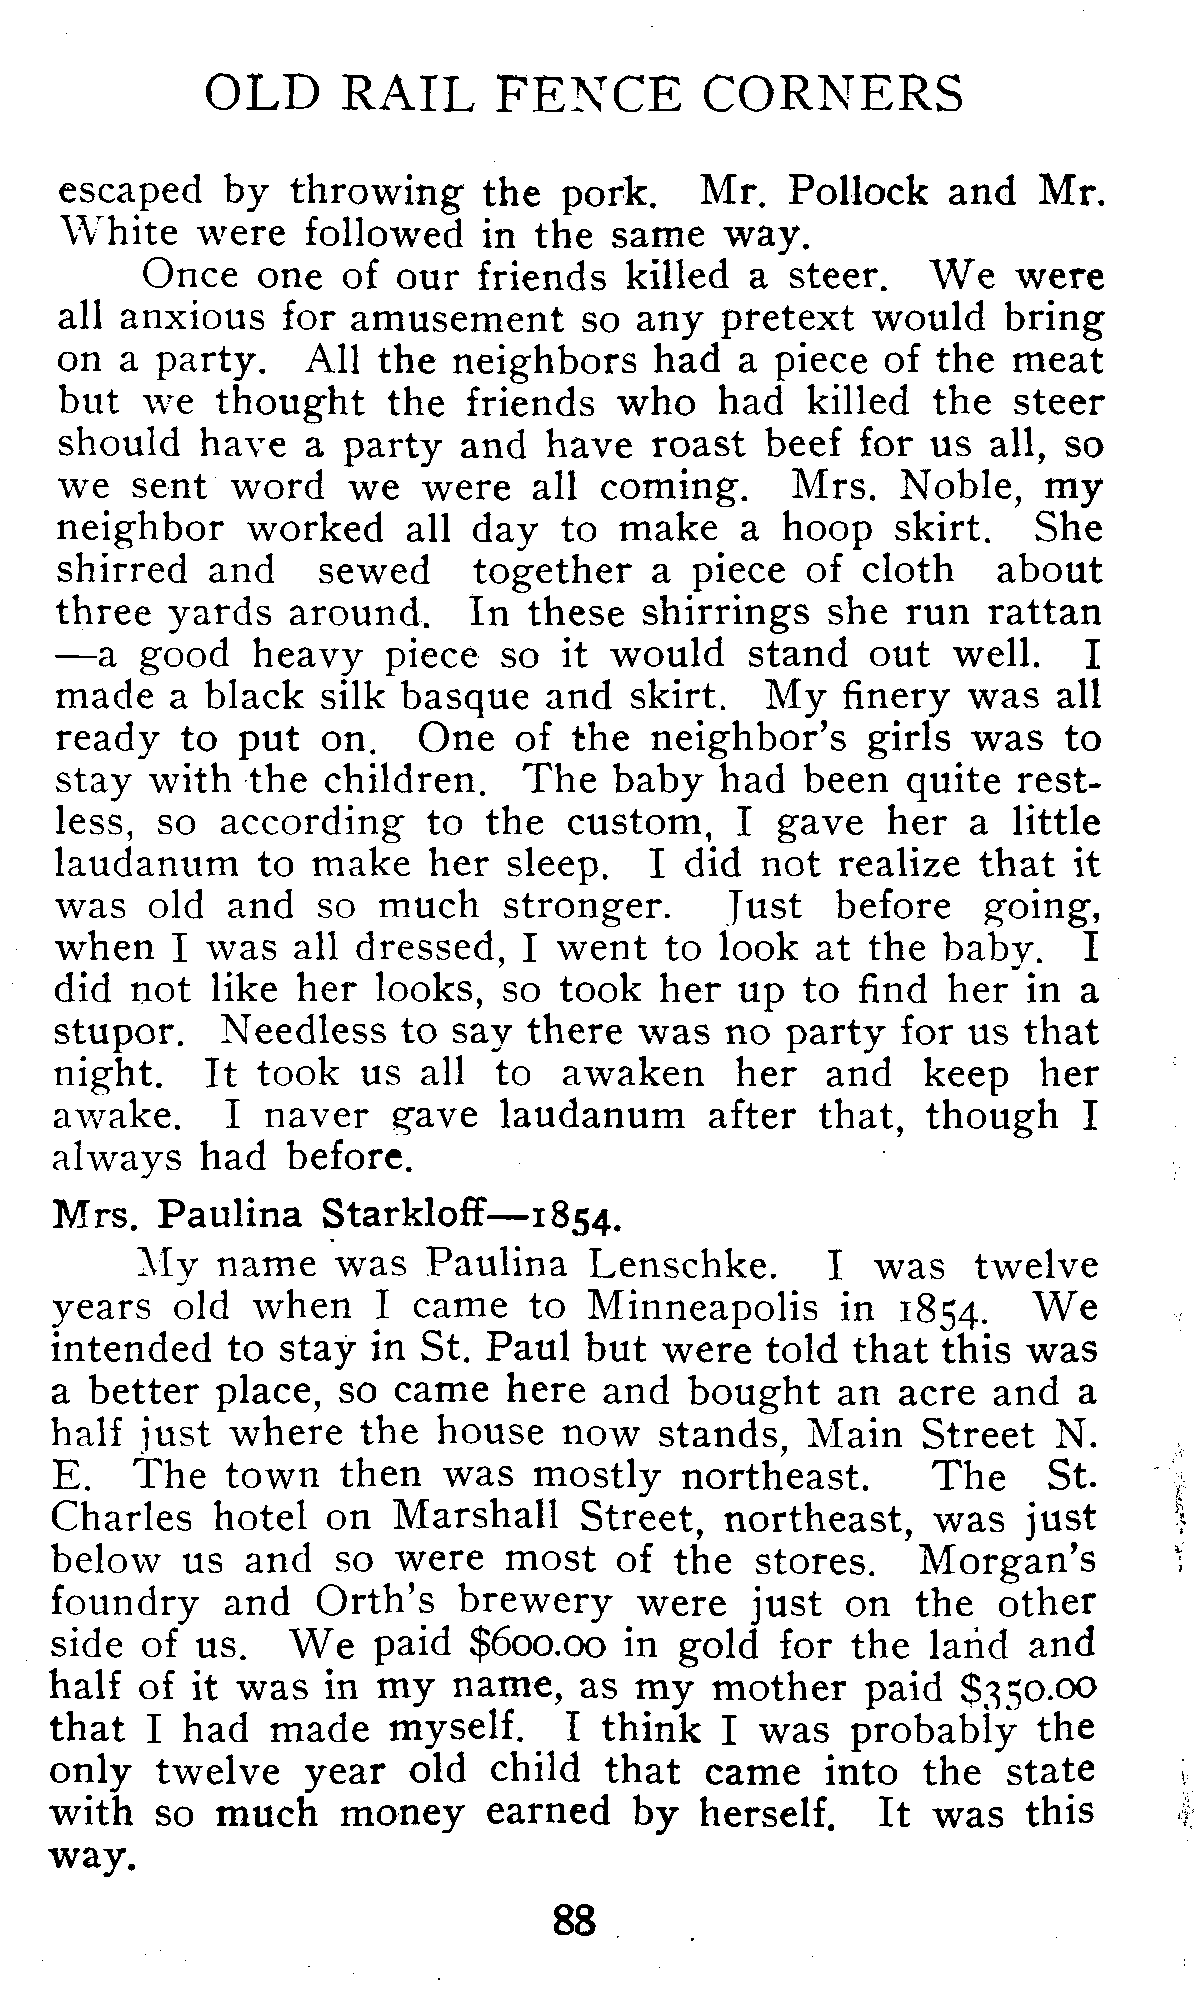 OLD RAIL FENCE CORNERS
escaped by throwing the pork. Mr. Pollock and Mr.
White were followed in the same way.
Once one of our friends killed a steer. We were
all anxious for amusement so any pretext would bring
on a party. All the neighbors had a piece of the meat
but we thought the friends who had killed the steer
should have a party and have roast beef for us all, so
we sent word we were all coming. Mrs. Noble, my
neighbor worked all day to make a hoop skirt. She
shirred and sewed together a piece of cloth about
three yards around. In these shirrings she run rattan
—a good heavy piece so it would stand out well. I
made a black silk basque and skirt. My finery was all
ready to put on. One of the neighbor's girls was to
stay with the children. The baby had been quite rest-
less, so according to the custom, I gave her a little
laudanum to make her sleep. I did not realize that it
was old and so much stronger. Just before going,
when I was all dressed, I went to look at the baby. I
did not like her looks, so took her up to find her in a
stupor. Needless to say there was no party for us that
night. It took us all to awaken her and keep her
awake. I naver gave laudanum after that, though I
always had before.
Mrs. Paulina Starkloff—1854.
My name was Paulina Lenschke. I was twelve
years old when I came to Minneapolis in 1854. We
intended to stay in St. Paul but were told that this was
a better place, so came here and bought an acre and a
half just where the house now stands, Main Street N.
E. The town then was mostly northeast. The St.
Charles hotel on Marshall Street, northeast, was just
below us and so were most of the stores. Morgan's
foundry and Orth's brewery were just on the other
side of us. We paid $600.00 in gold for the land and
half of it was in my name, as my mother paid $350.00
that I had made myself. I think I was probably the
only twelve year old child that came into the state
with so much money earned by herself. It was this
way.
88